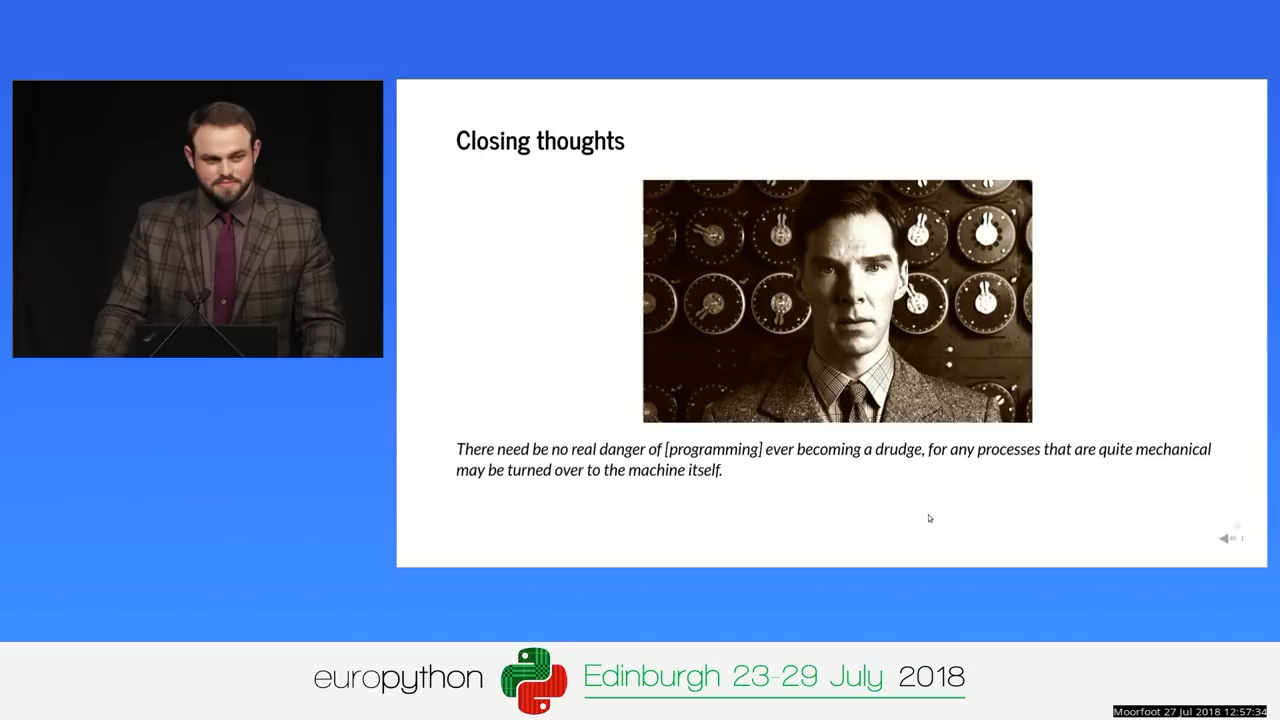 Closing thoughts
There need be no real danger of [programming] ever becoming a drudge, for any processes that are quite mechanical
may be turned over to the machine itself.
40 1
europython Edinburgh 23-29 July 2018
Moorfoot 27 Jul 2018 12:57:34